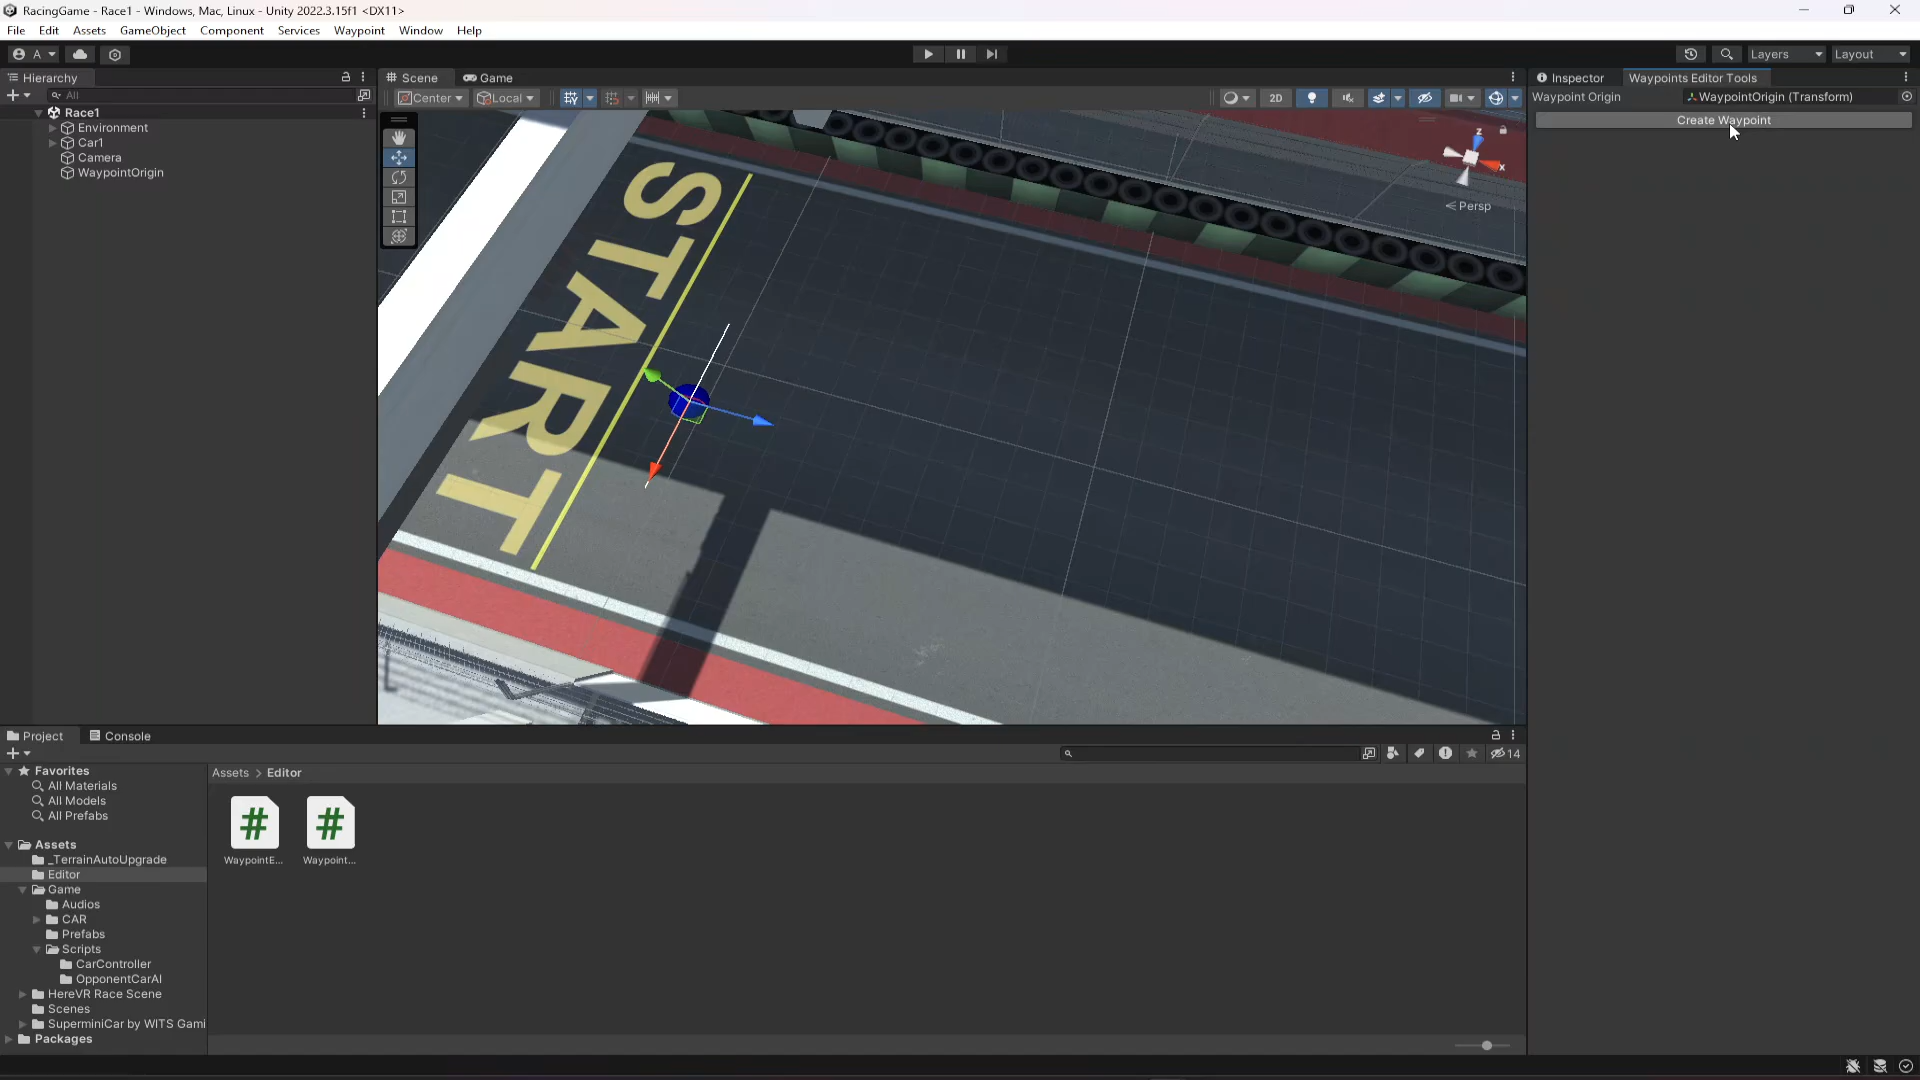 RacingGame - Race1 - Windows, Mac, Linux - Unity 2022.3.15f1 <DX11>
File Edit Assets GameObject Component Services Waypoint Window Help
A Layers Layout
Hierarchy Scene Game Inspector Waypoints Editor Tools
All Center Local 2D Waypoint Origin WaypointOrigin (Transform)
Race1 Create Waypoint
Environment
Car1
Camera
WaypointOrigin
z
x
Persp
START
Project Console
14
Favorites Assets > Editor
All Materials
All Models
All Prefabs
Assets
_TerrainAutoUpgrade WaypointE... Waypoint...
Editor
Game
Audios
CAR
Prefabs
Scripts
CarController
OpponentCarAI
HereVR Race Scene
Scenes
SuperminiCar by WITS Gami
Packages